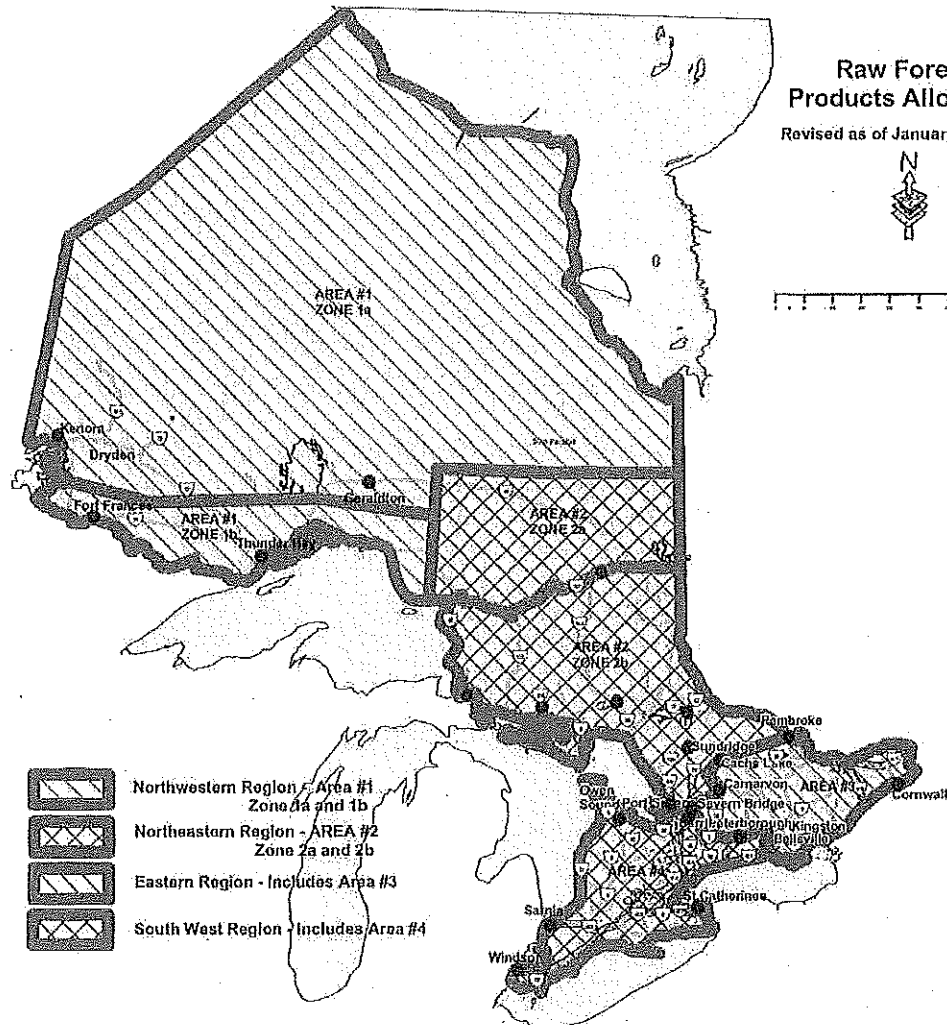 Raw Fore
Products Allo
Revised as of Januar
N
AREA #1
ZONE 1a
Kenora
Dryden
Geraldton
Fort Frances
AREA #1
ZONE 1b
Thunder Bay
AREA #2
ZONE 2a
AREA #2
ZONE 2b
Pembroke
Sundridge
Cache Lake
Carnarvon
AREA #3
Cornwall
Owen
Sound
Port Severn
Severn Bridge
Peterborough
Kingston
Belleville
AREA #4
St Catherines
Sarnia
Windsor
Northwestern Region - Area #1
Zone 1a and 1b
Northeastern Region - AREA #2
Zone 2a and 2b
Eastern Region - Includes Area #3
South West Region - Includes Area #4